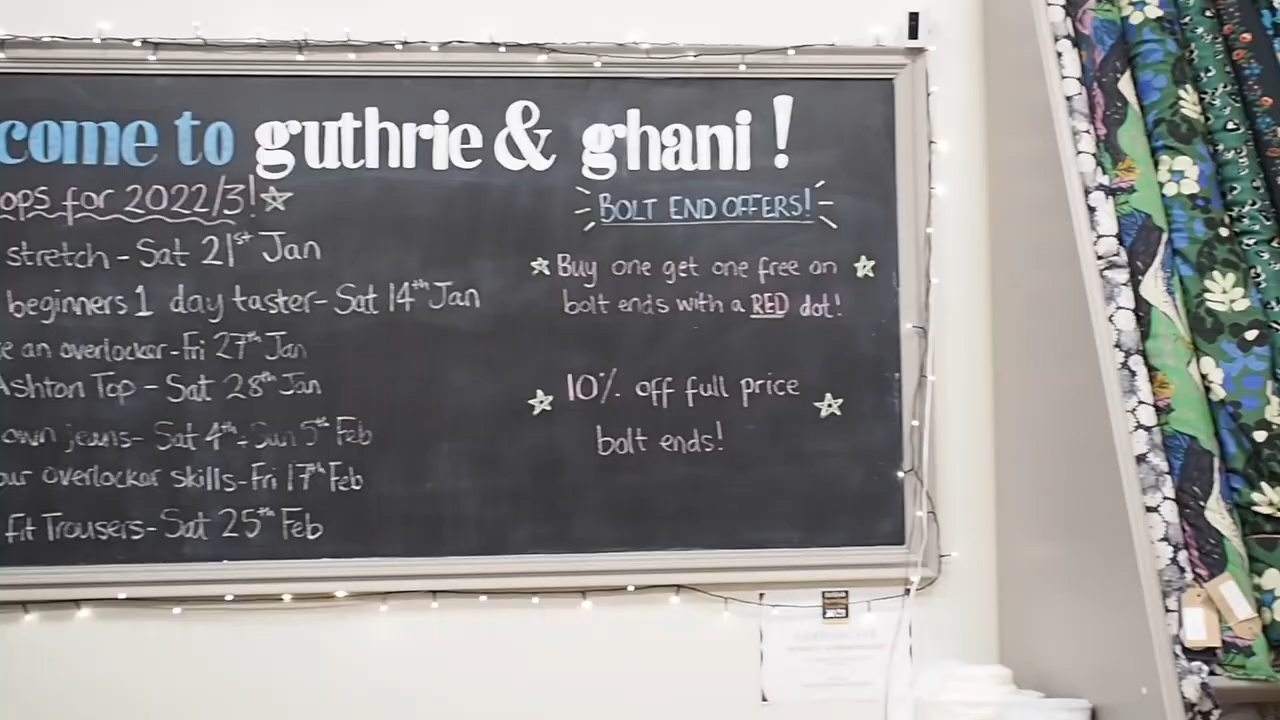 come to guthrie & ghani!
ops for 2022/3!
stretch - Sat 21st Jan
beginners 1 day taster - Sat 14th Jan
e an overlocker - Fri 27th Jan
Ashton Top - Sat 28th Jan
own jeans - Sat 4th - Sun 5th Feb
our overlocker skills - Fri 17th Feb
fit Trousers - Sat 25th Feb
BOLT END OFFERS!
Buy one get one free on
bolt ends with a RED dot!
10% off full price
bolt ends!